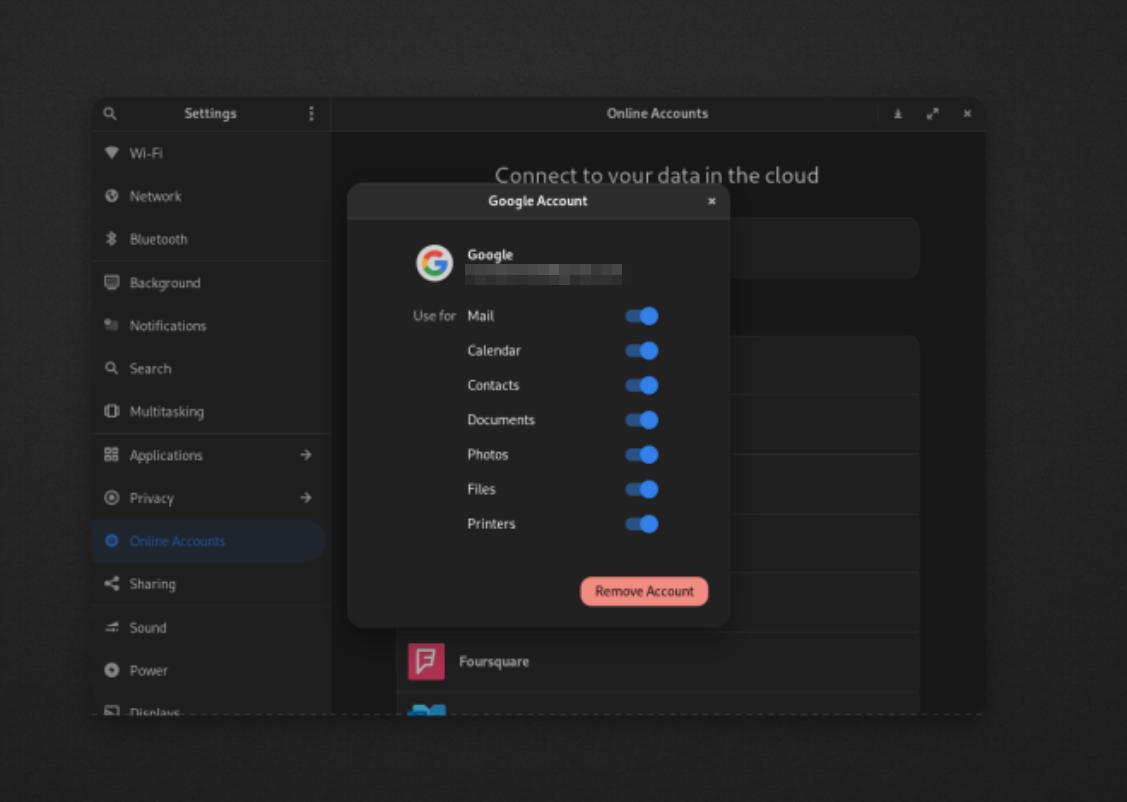 Settings
Online Accounts
Wi-Fi
Network
Bluetooth
Background
Notifications
Search
Multitasking
Applications
Privacy
Online Accounts
Sharing
Sound
Power
Displays
Connect to your data in the cloud
Google Account
Google
Use for Mail
Calendar
Contacts
Documents
Photos
Files
Printers
Remove Account
Foursquare